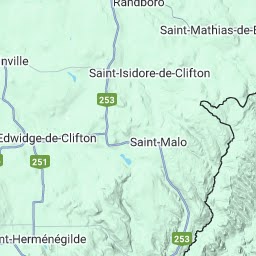 Randboro
Saint-Mathias-de-B
nville
Saint-Isidore-de-Clifton
253
Edwidge-de-Clifton
Saint-Malo
251
nt-Herménégilde
253